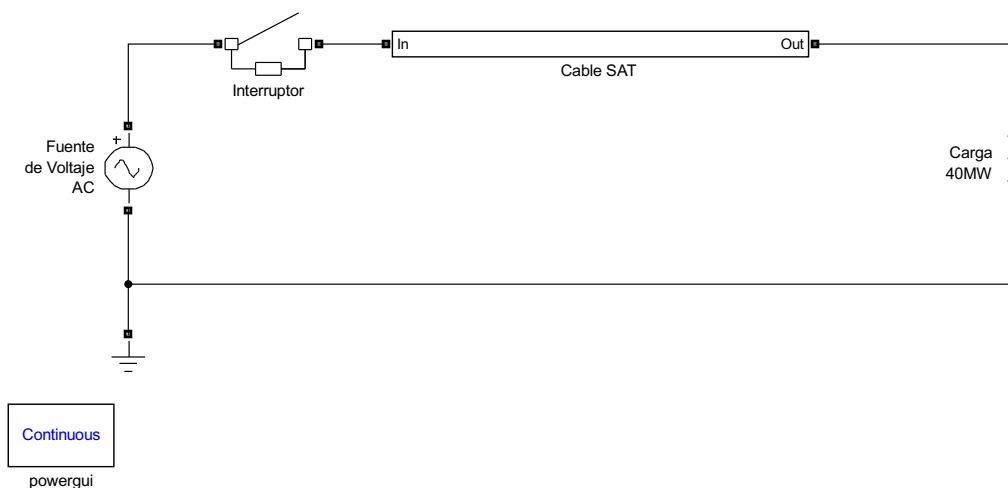 In
Out
Cable SAT
Interruptor
+
Fuente
de Voltaje
AC
Carga
40MW
Continuous
powergui